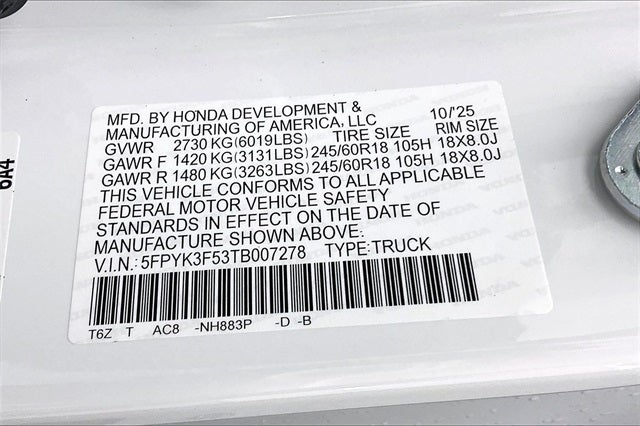 MFD. BY HONDA DEVELOPMENT &
MANUFACTURING OF AMERICA, LLC 10/'25
GVWR 2730 KG(6019LBS) TIRE SIZE RIM SIZE
GAWR F 1420 KG(3131LBS) 245/60R18 105H 18X8.0J
GAWR R 1480 KG(3263LBS) 245/60R18 105H 18X8.0J
THIS VEHICLE CONFORMS TO ALL APPLICABLE
FEDERAL MOTOR VEHICLE SAFETY
STANDARDS IN EFFECT ON THE DATE OF
MANUFACTURE SHOWN ABOVE.
V.I.N.: 5FPYK3F53TB007278 TYPE:TRUCK
T6Z T AC8 -NH883P -D -B
6A4